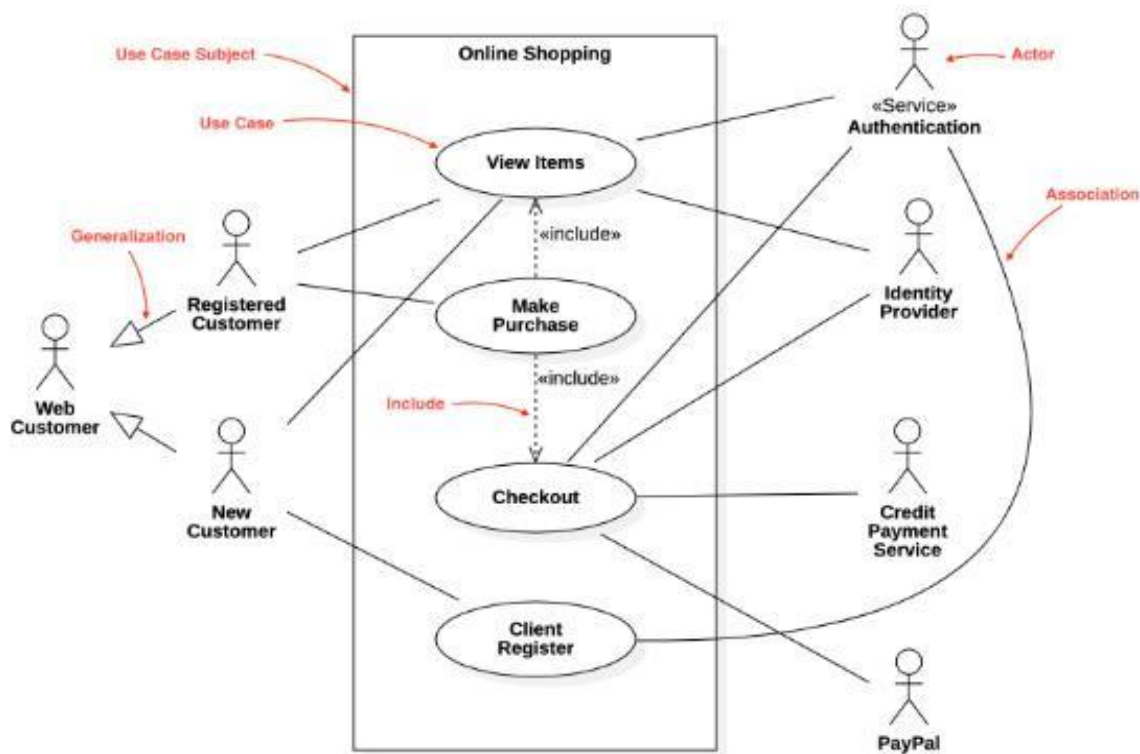 Use Case Subject
Online Shopping
Actor
«Service»
Authentication
Use Case
View Items
Association
Generalization
«include»
Registered
Customer
Make
Purchase
Identity
Provider
Web
Customer
«include»
Include
New
Customer
Checkout
Credit
Payment
Service
Client
Register
PayPal